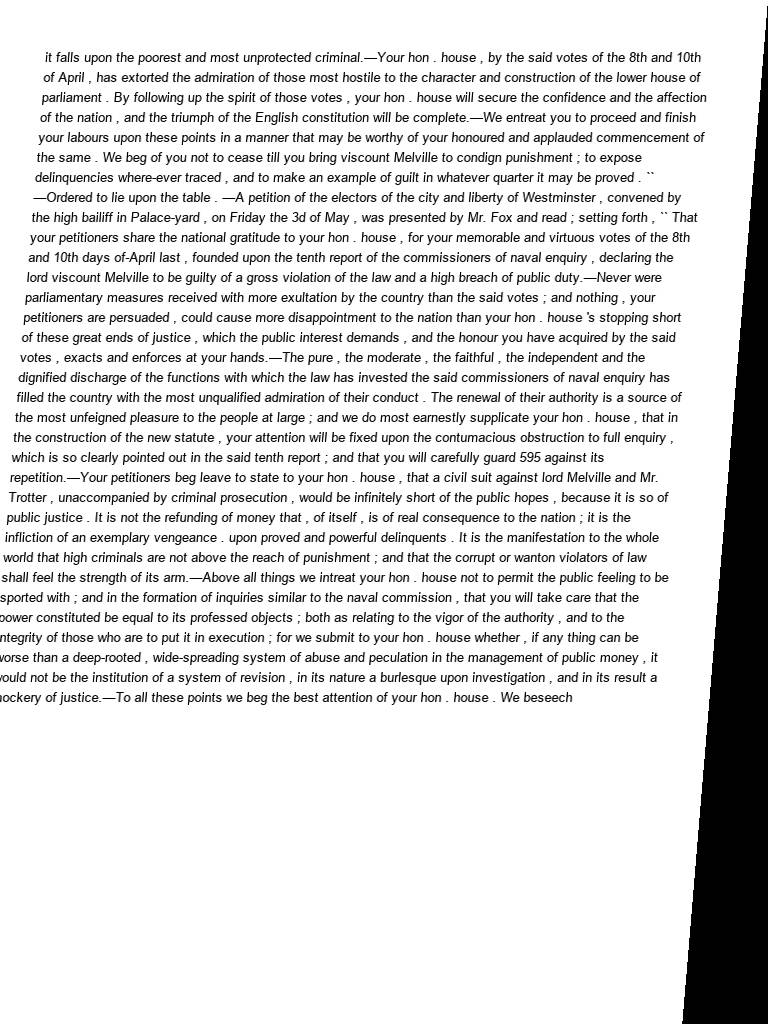 it falls upon the poorest and most unprotected criminal.—Your hon . house , by the said votes of the 8th and 10th
of April , has extorted the admiration of those most hostile to the character and construction of the lower house of
parliament . By following up the spirit of those votes , your hon . house will secure the confidence and the affection
of the nation , and the triumph of the English constitution will be complete.—We entreat you to proceed and finish
your labours upon these points in a manner that may be worthy of your honoured and applauded commencement of
the same . We beg of you not to cease till you bring viscount Melville to condign punishment ; to expose
delinquencies where-ever traced , and to make an example of guilt in whatever quarter it may be proved . ``
—Ordered to lie upon the table . —A petition of the electors of the city and liberty of Westminster , convened by
the high bailiff in Palace-yard , on Friday the 3d of May , was presented by Mr. Fox and read ; setting forth , `` That
your petitioners share the national gratitude to your hon . house , for your memorable and virtuous votes of the 8th
and 10th days of-April last , founded upon the tenth report of the commissioners of naval enquiry , declaring the
lord viscount Melville to be guilty of a gross violation of the law and a high breach of public duty.—Never were
parliamentary measures received with more exultation by the country than the said votes ; and nothing , your
petitioners are persuaded , could cause more disappointment to the nation than your hon . house 's stopping short
of these great ends of justice , which the public interest demands , and the honour you have acquired by the said
votes , exacts and enforces at your hands.—The pure , the moderate , the faithful , the independent and the
dignified discharge of the functions with which the law has invested the said commissioners of naval enquiry has
filled the country with the most unqualified admiration of their conduct . The renewal of their authority is a source of
the most unfeigned pleasure to the people at large ; and we do most earnestly supplicate your hon . house , that in
the construction of the new statute , your attention will be fixed upon the contumacious obstruction to full enquiry ,
which is so clearly pointed out in the said tenth report ; and that you will carefully guard 595 against its
repetition.—Your petitioners beg leave to state to your hon . house , that a civil suit against lord Melville and Mr.
Trotter , unaccompanied by criminal prosecution , would be infinitely short of the public hopes , because it is so of
public justice . It is not the refunding of money that , of itself , is of real consequence to the nation ; it is the
infliction of an exemplary vengeance . upon proved and powerful delinquents . It is the manifestation to the whole
world that high criminals are not above the reach of punishment ; and that the corrupt or wanton violators of law
shall feel the strength of its arm.—Above all things we intreat your hon . house not to permit the public feeling to be
sported with ; and in the formation of inquiries similar to the naval commission , that you will take care that the
power constituted be equal to its professed objects ; both as relating to the vigor of the authority , and to the
ntegrity of those who are to put it in execution ; for we submit to your hon . house whether , if any thing can be
worse than a deep-rooted , wide-spreading system of abuse and peculation in the management of public money , it
would not be the institution of a system of revision , in its nature a burlesque upon investigation , and in its result a
mockery of justice.—To all these points we beg the best attention of your hon . house . We beseech